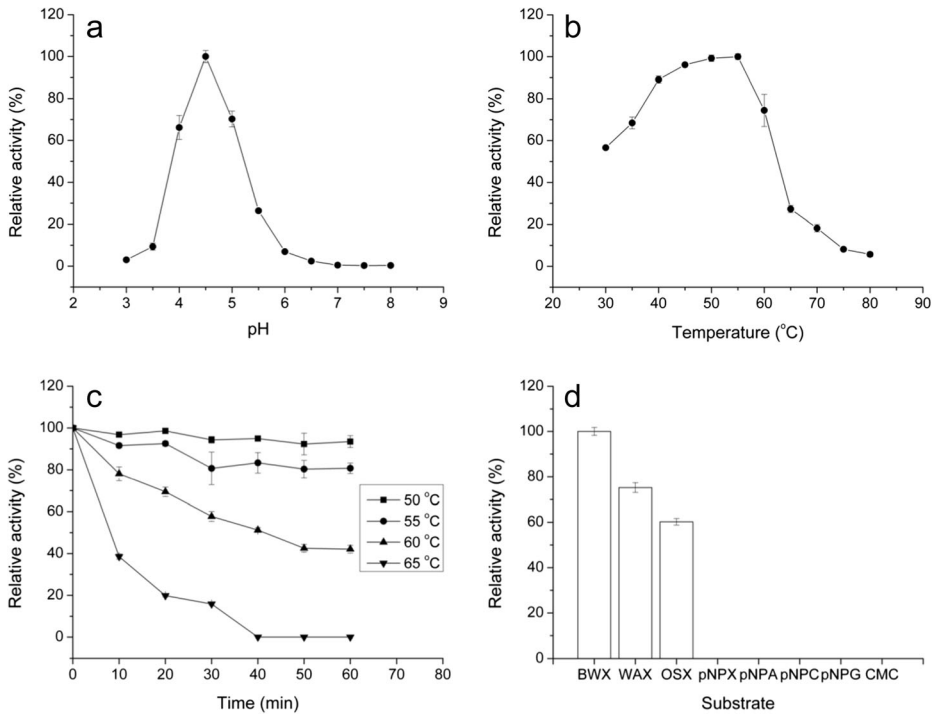 a
Relative activity (%)
120
100
80
60
40
20
0
2 3 4 5 6 7 8 9
pH
b
Relative activity (%)
120
100
80
60
40
20
0
20 30 40 50 60 70 80 90
Temperature (°C)
c
Relative activity (%)
120
100
80
60
40
20
0
50 °C
55 °C
60 °C
65 °C
0 10 20 30 40 50 60 70 80
Time (min)
d
Relative activity (%)
120
100
80
60
40
20
0
BWX WAX OSX pNPX pNPA pNPC pNPG CMC
Substrate